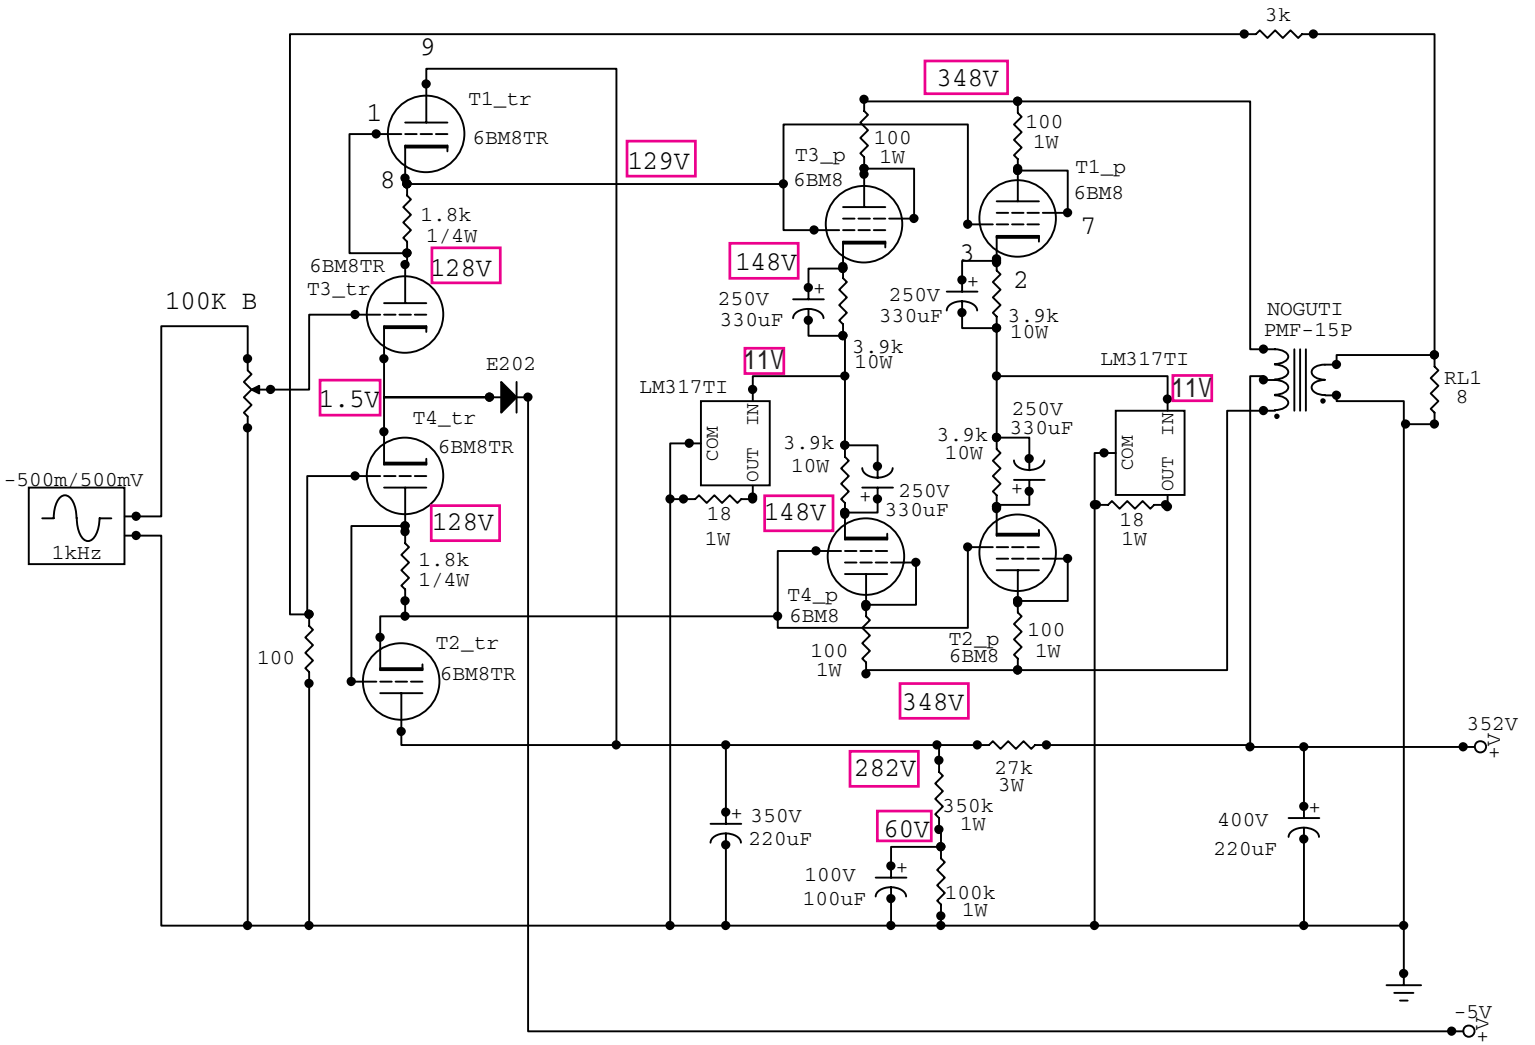 3k
9
T1_tr
1
6BM8TR
8
1.8k
1/4W
129V
348V
100
1W
T3_p
6BM8
100
1W
T1_p
6BM8
7
3
2
6BM8TR
T3_tr
128V
148V
250V
330uF
250V
330uF
3.9k
10W
3.9k
10W
100K B
NOGUTI
PMF-15P
E202
11V
LM317TI
LM317TI
11V
RL1
8
1.5V
T4_tr
6BM8TR
COM
IN
OUT
3.9k
10W
250V
330uF
3.9k
10W
250V
330uF
COM
IN
OUT
-500m/500mV
1kHz
128V
18
1W
148V
18
1W
1.8k
1/4W
T4_p
6BM8
T2_p
6BM8
100
1W
100
1W
100
T2_tr
6BM8TR
348V
352V
+V
282V
27k
3W
350V
220uF
350k
1W
60V
400V
220uF
100V
100uF
100k
1W
-5V
+V